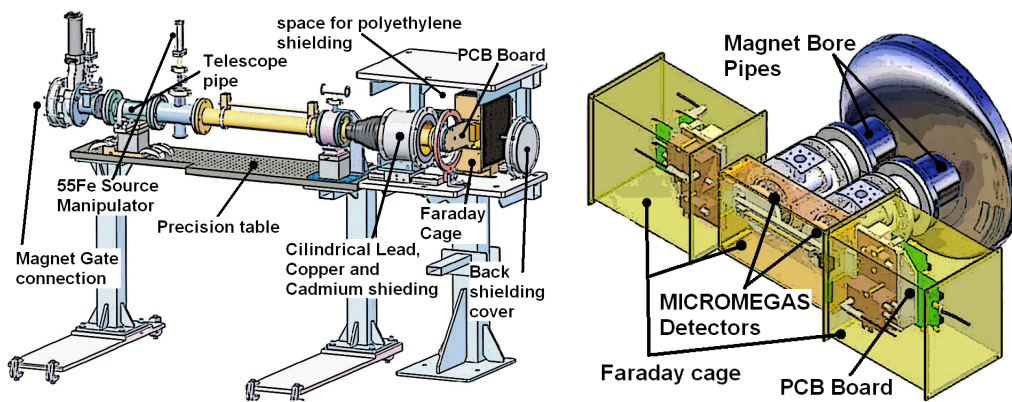 space for polyethylene
shielding
PCB Board
Telescope
pipe
55Fe Source
Manipulator
Precision table
Magnet Gate
connection
Cilindrical Lead,
Copper and
Cadmium shieding
Faraday
Cage
Back
shielding
cover
Magnet Bore
Pipes
MICROMEGAS
Detectors
Faraday cage
PCB Board